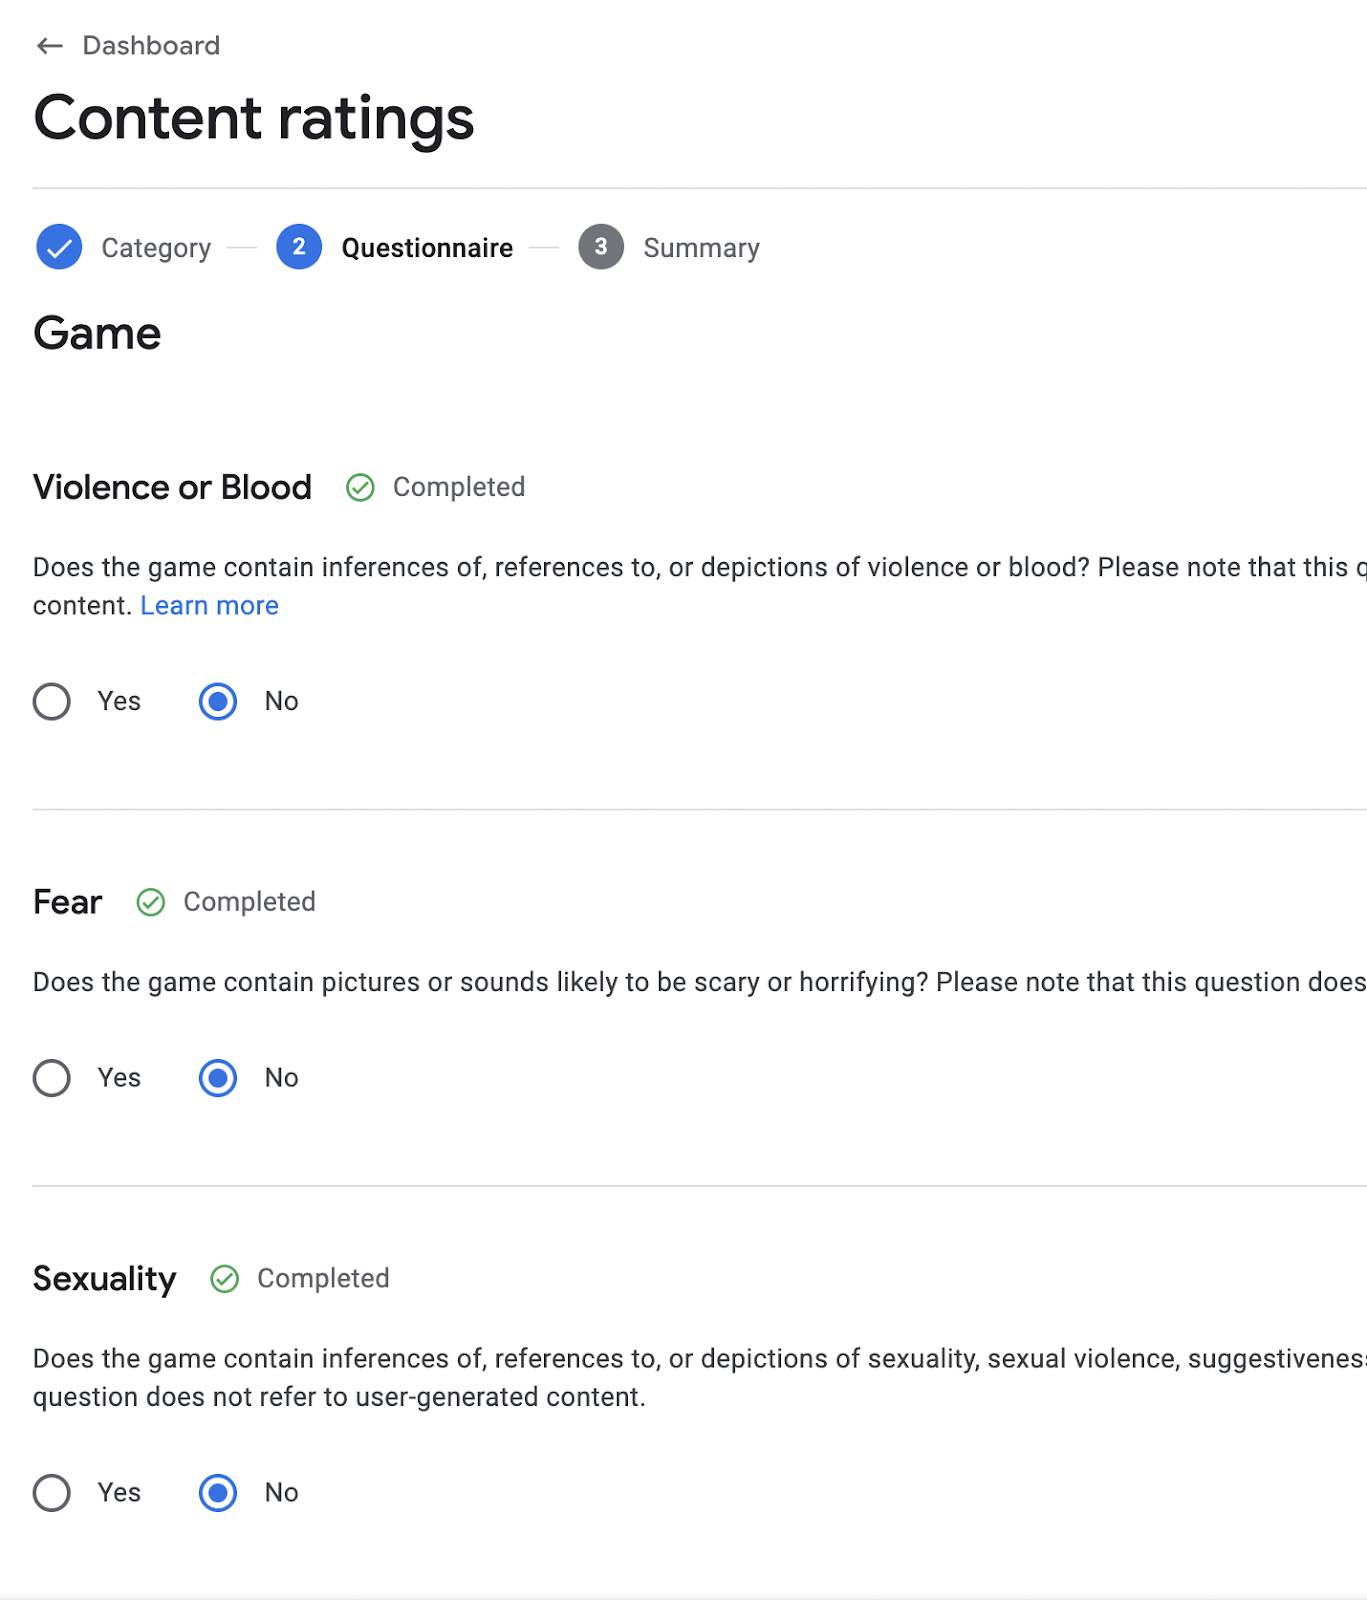 Dashboard
Content ratings
Category 2 Questionnaire 3 Summary
Game
Violence or Blood Completed
Does the game contain inferences of, references to, or depictions of violence or blood? Please note that this
content. Learn more
Yes No
Fear Completed
Does the game contain pictures or sounds likely to be scary or horrifying? Please note that this question does
Yes No
Sexuality Completed
Does the game contain inferences of, references to, or depictions of sexuality, sexual violence,
question does not refer to user-generated content.
Yes No